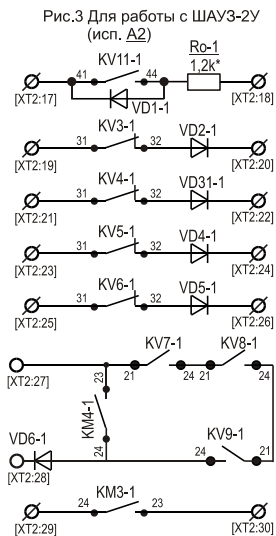 Рис.3 Для работы с ШАУЗ-2У
(исп. А2)
KV11-1
Ro-1
1,2k*
41
44
VD1-1
[XT2:17]
[XT2:18]
KV3-1
VD2-1
31
32
[XT2:19]
[XT2:20]
KV4-1
VD31-1
31
32
[XT2:21]
[XT2:22]
KV5-1
VD4-1
31
32
[XT2:23]
[XT2:24]
KV6-1
VD5-1
31
32
[XT2:25]
[XT2:26]
KV7-1
KV8-1
[XT2:27]
21
24
21
24
23
KM4-1
24
VD6-1
KV9-1
24
21
[XT2:28]
KM3-1
24
23
[XT2:29]
[XT2:30]